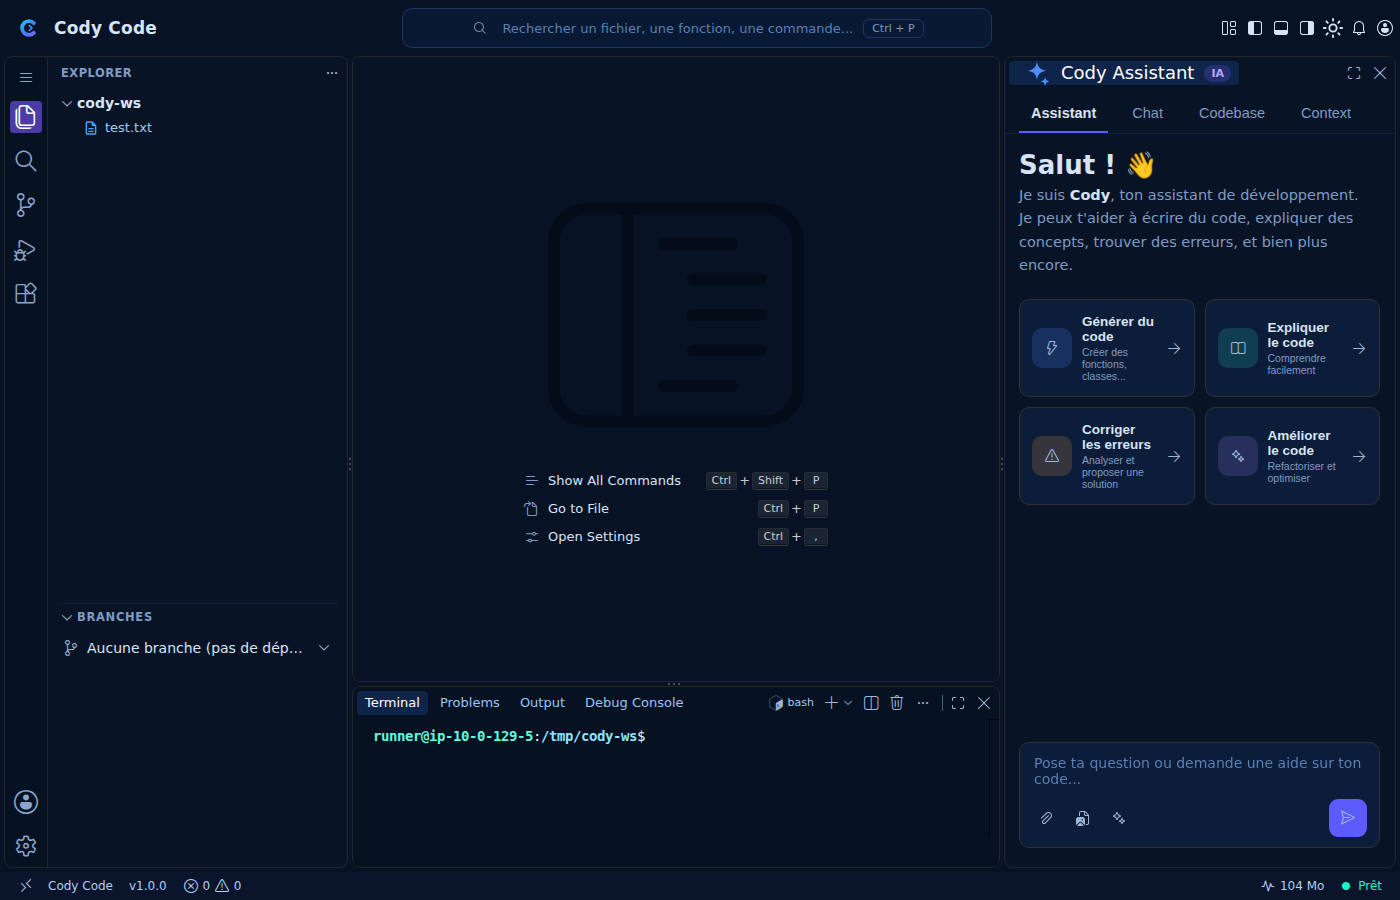 Cody Code
Rechercher un fichier, une fonction, une commande...
Ctrl + P
EXPLORER
cody-ws
test.txt
BRANCHES
Aucune branche (pas de dép...
Show All Commands Ctrl + Shift + P
Go to File Ctrl + P
Open Settings Ctrl + ,
Terminal Problems Output Debug Console bash
runner@ip-10-0-129-5:/tmp/cody-ws$
Cody Assistant IA
Assistant Chat Codebase Context
Salut ! 👋
Je suis Cody, ton assistant de développement.
Je peux t'aider à écrire du code, expliquer des
concepts, trouver des erreurs, et bien plus
encore.
Générer du
code
Créer des
fonctions,
classes...
Expliquer
le code
Comprendre
facilement
Corriger
les erreurs
Analyser et
proposer une
solution
Améliorer
le code
Refactoriser et
optimiser
Pose ta question ou demande une aide sur ton
code...
Cody Code v1.0.0 0 0
104 Mo Prêt